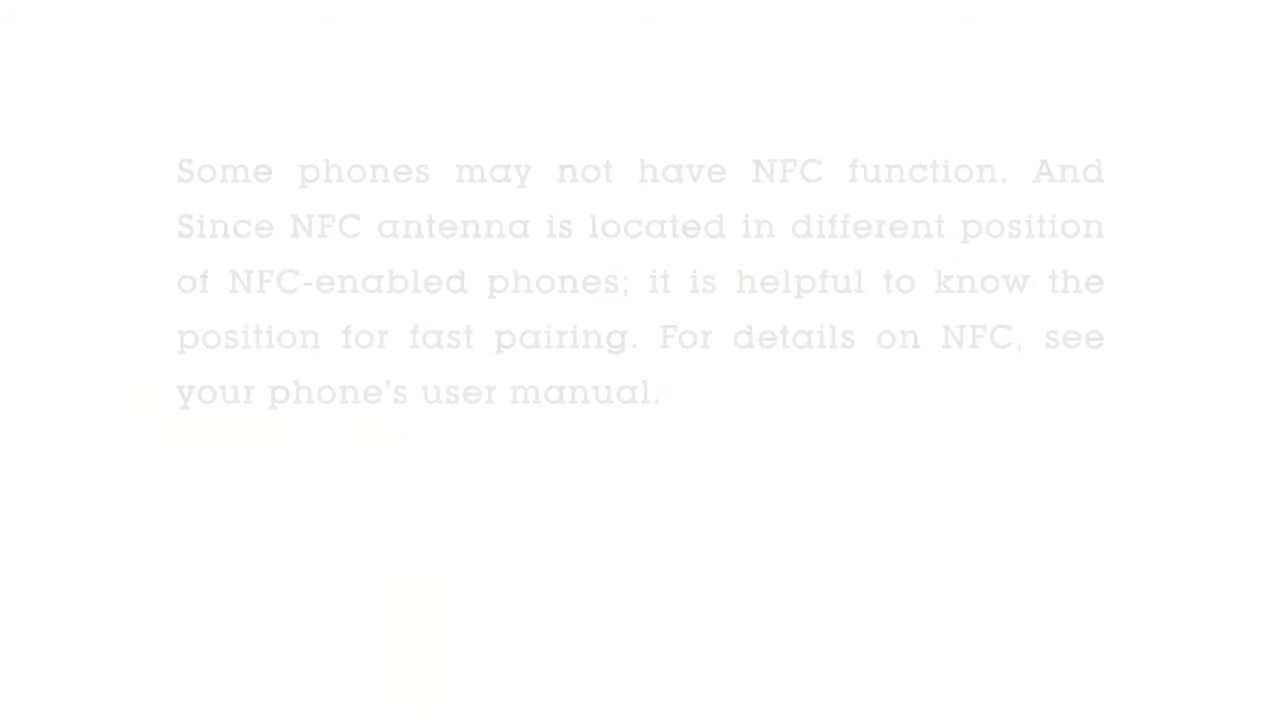 Some phones may not have NFC function. And
Since NFC antenna is located in different position
of NFC-enabled phones; it is helpful to know the
position for fast pairing. For details on NFC, see
your phone's user manual.